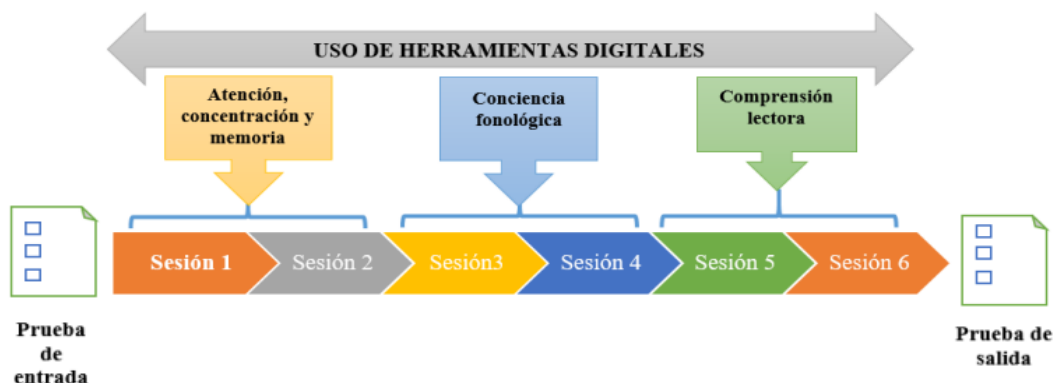 USO DE HERRAMIENTAS DIGITALES
Atención,
concentración y
memoria
Conciencia
fonológica
Comprensión
lectora
Sesión 1
Sesión 2
Sesión3
Sesión 4
Sesión 5
Sesión 6
Prueba
de
entrada
Prueba de
salida